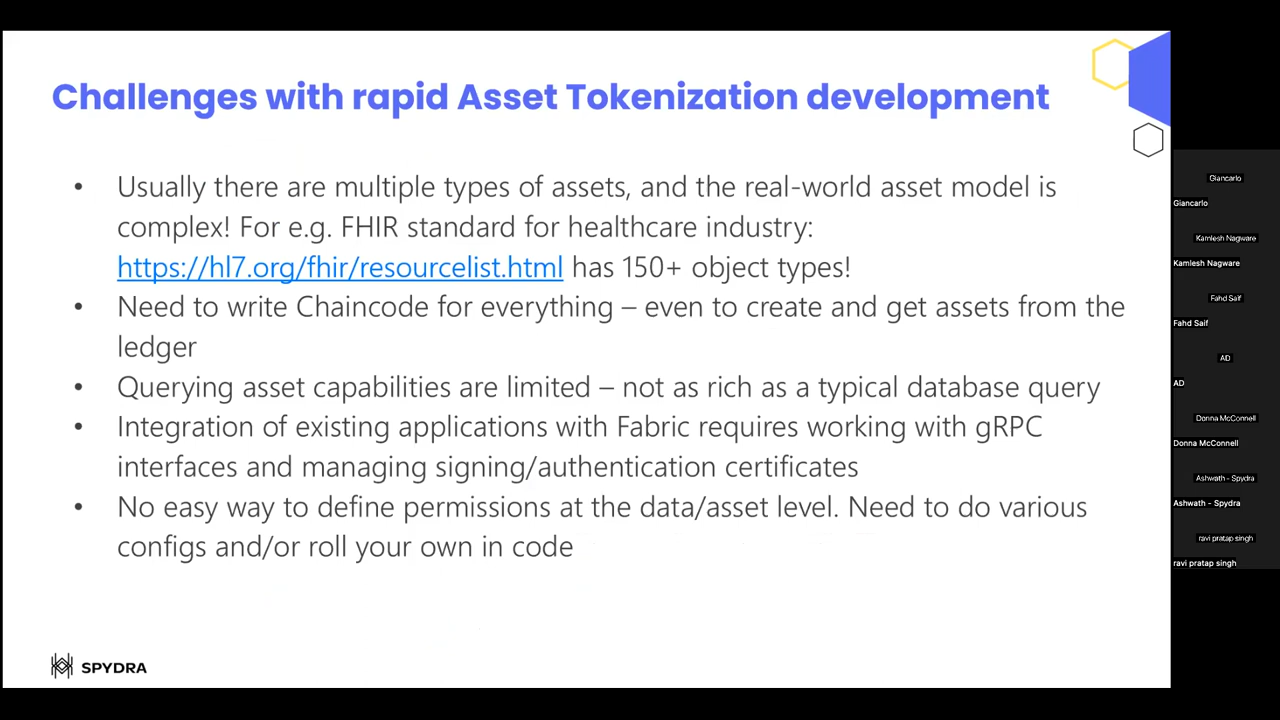 Challenges with rapid Asset Tokenization development
• Usually there are multiple types of assets, and the real-world asset model is
complex! For e.g. FHIR standard for healthcare industry:
https://hl7.org/fhir/resourcelist.html has 150+ object types!
• Need to write Chaincode for everything – even to create and get assets from the
ledger
• Querying asset capabilities are limited – not as rich as a typical database query
• Integration of existing applications with Fabric requires working with gRPC
interfaces and managing signing/authentication certificates
• No easy way to define permissions at the data/asset level. Need to do various
configs and/or roll your own in code
SPYDRA
Giancarlo
Giancarlo
Kamlesh Nagware
Kamlesh Nagware
Fahd Saif
Fahd Saif
AD
AD
Donna McConnell
Donna McConnell
Ashwath - Spydra
Ashwath - Spydra
ravi pratap singh
ravi pratap singh